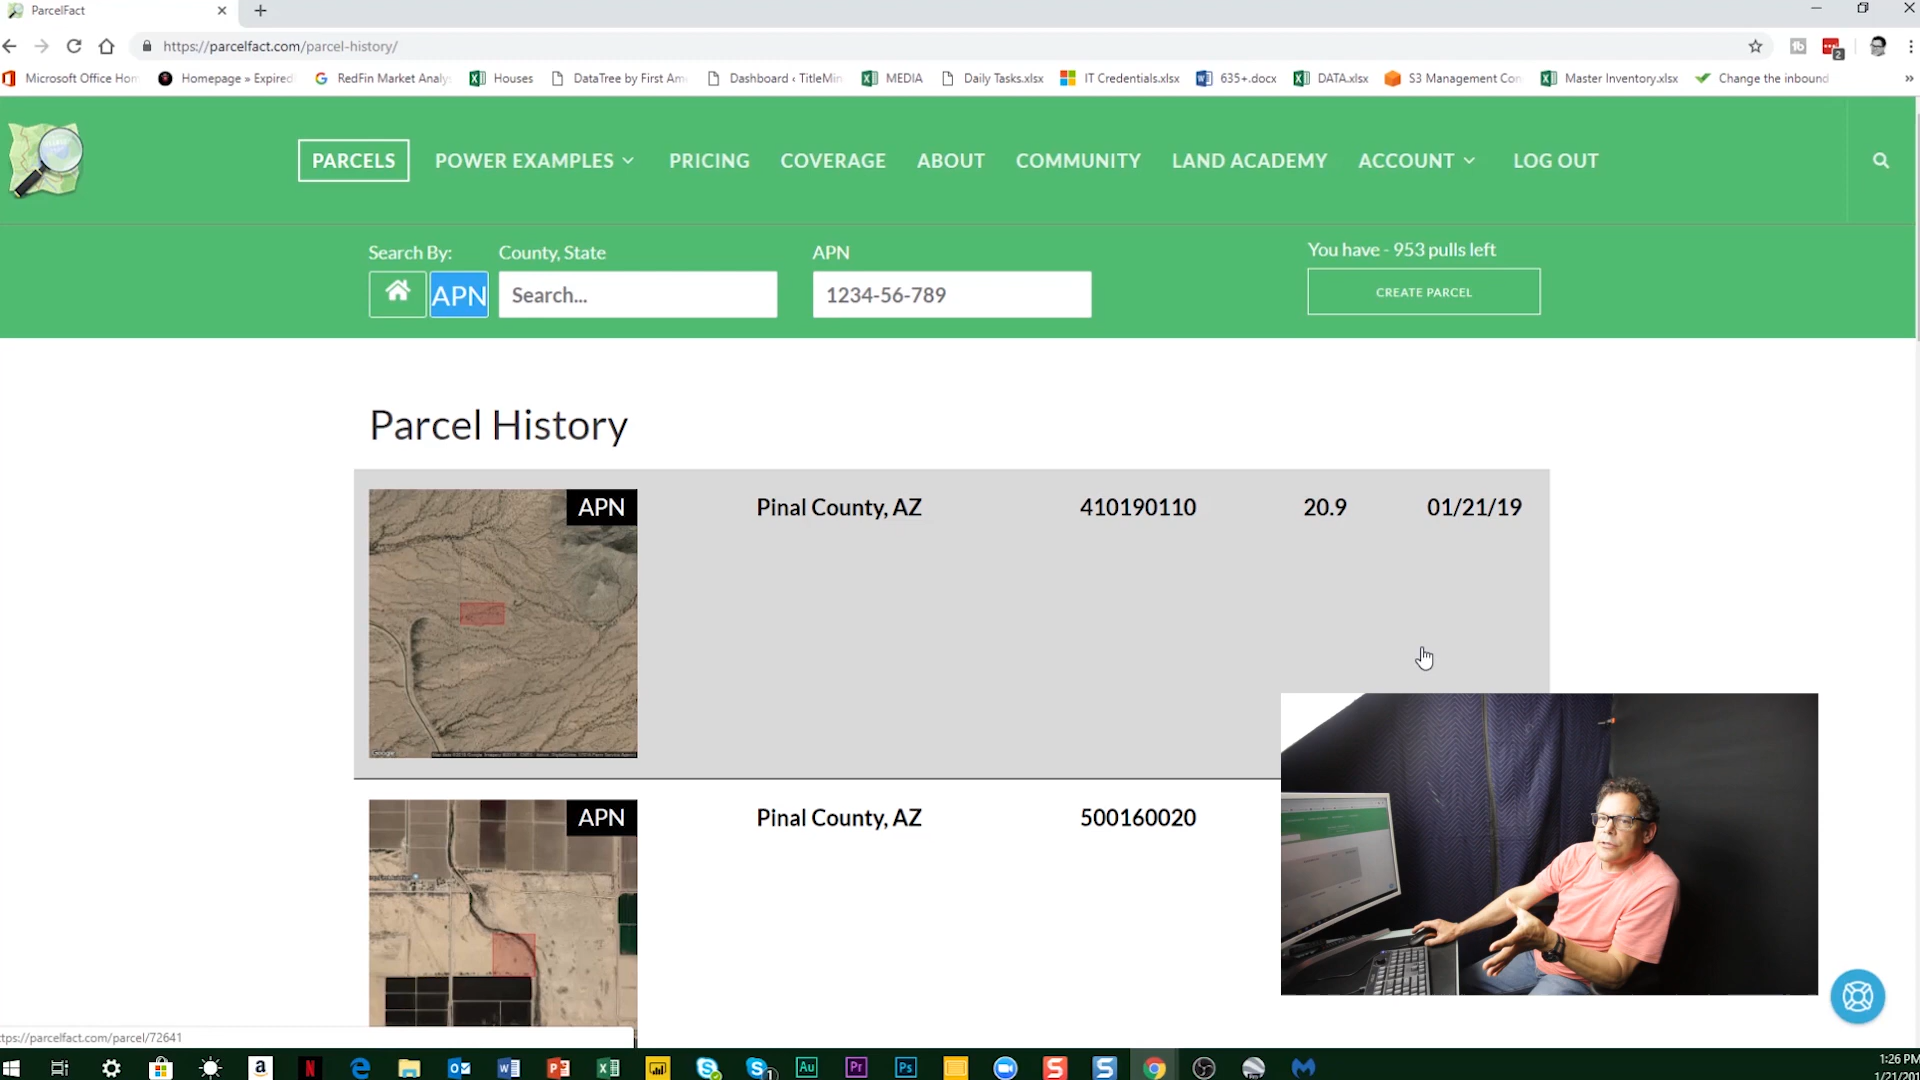 ParcelFact
https://parcelfact.com/parcel-history/
Microsoft Office Hom Homepage » Expired RedFin Market Analy Houses DataTree by First Am Dashboard ‹ TitleMin MEDIA Daily Tasks.xlsx IT Credentials.xlsx 635+.docx DATA.xlsx S3 Management Con Master Inventory.xlsx Change the inbound »
PARCELS POWER EXAMPLES PRICING COVERAGE ABOUT COMMUNITY LAND ACADEMY ACCOUNT LOG OUT
Search By: County, State APN You have - 953 pulls left
APN Search... 1234-56-789 CREATE PARCEL
Parcel History
APN Pinal County, AZ 410190110 20.9 01/21/19
Google
APN Pinal County, AZ 500160020
ttps://parcelfact.com/parcel/72641
1:26 PM
1/21/201